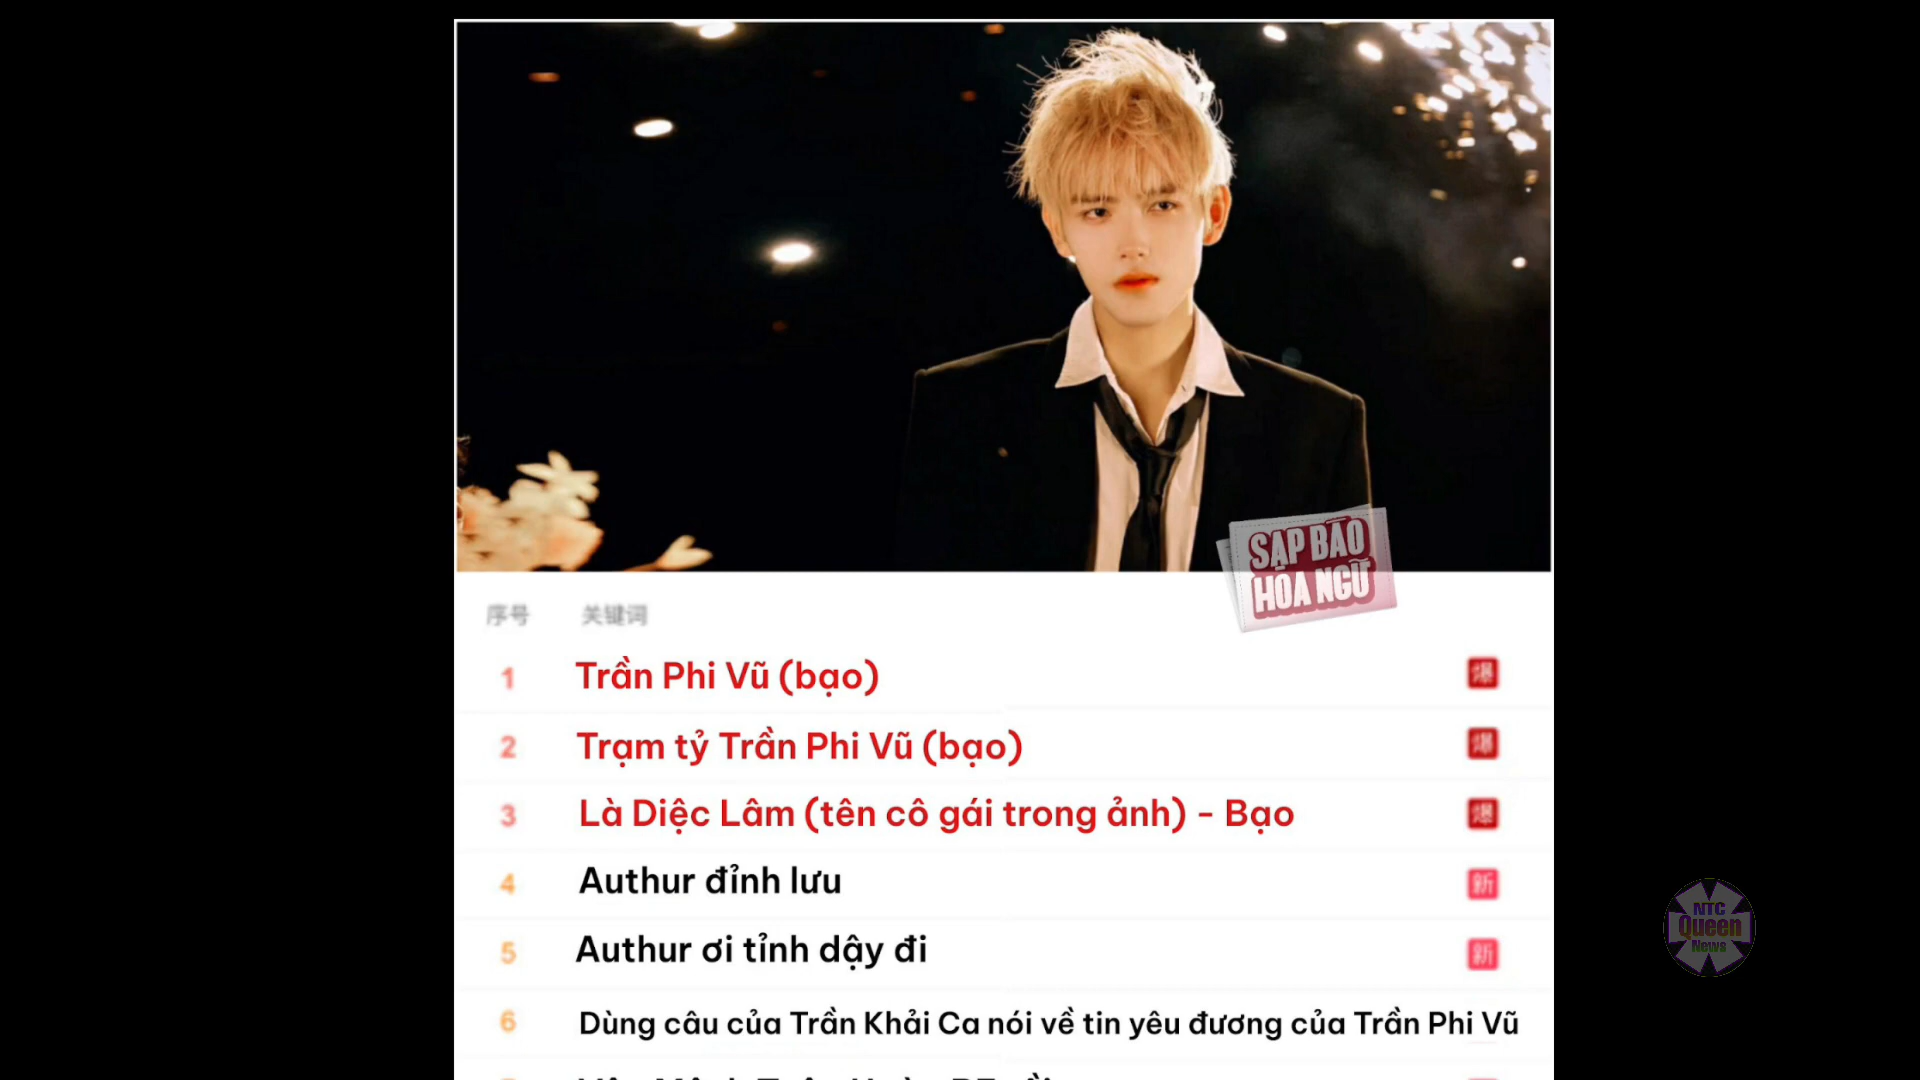 SẠP BÁO
HOA NGỮ
序号 关键词
1 Trần Phi Vũ (bạo) 爆
2 Trạm tỷ Trần Phi Vũ (bạo) 爆
3 Là Diệc Lâm (tên cô gái trong ảnh) - Bạo 爆
4 Authur đỉnh lưu 新
5 Authur ơi tỉnh dậy đi 新
6 Dùng câu của Trần Khải Ca nói về tin yêu đương của Trần Phi Vũ
NTC
Queen
News